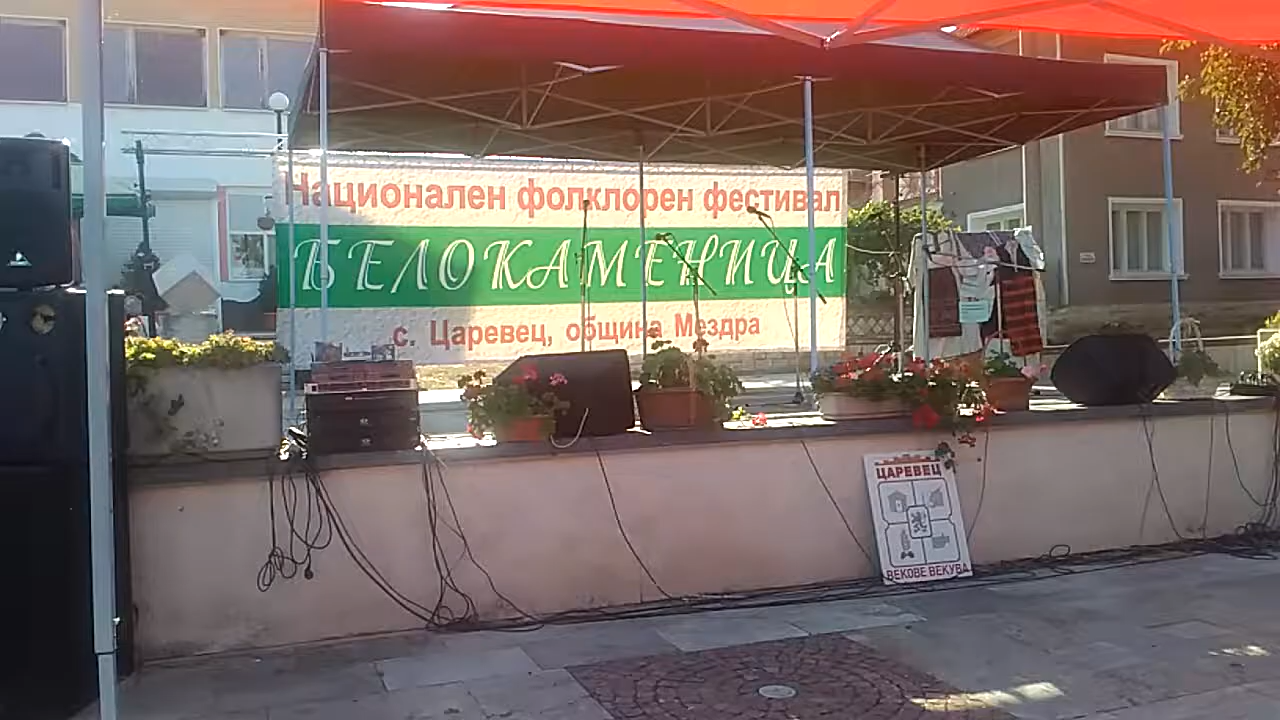 Национален фолклорен фестивал
БЕЛОКАМЕНИЦА
с. Царевец, община Мездра
ЦАРЕВЕЦ
ВЕКОВЕ ВЕКУВА